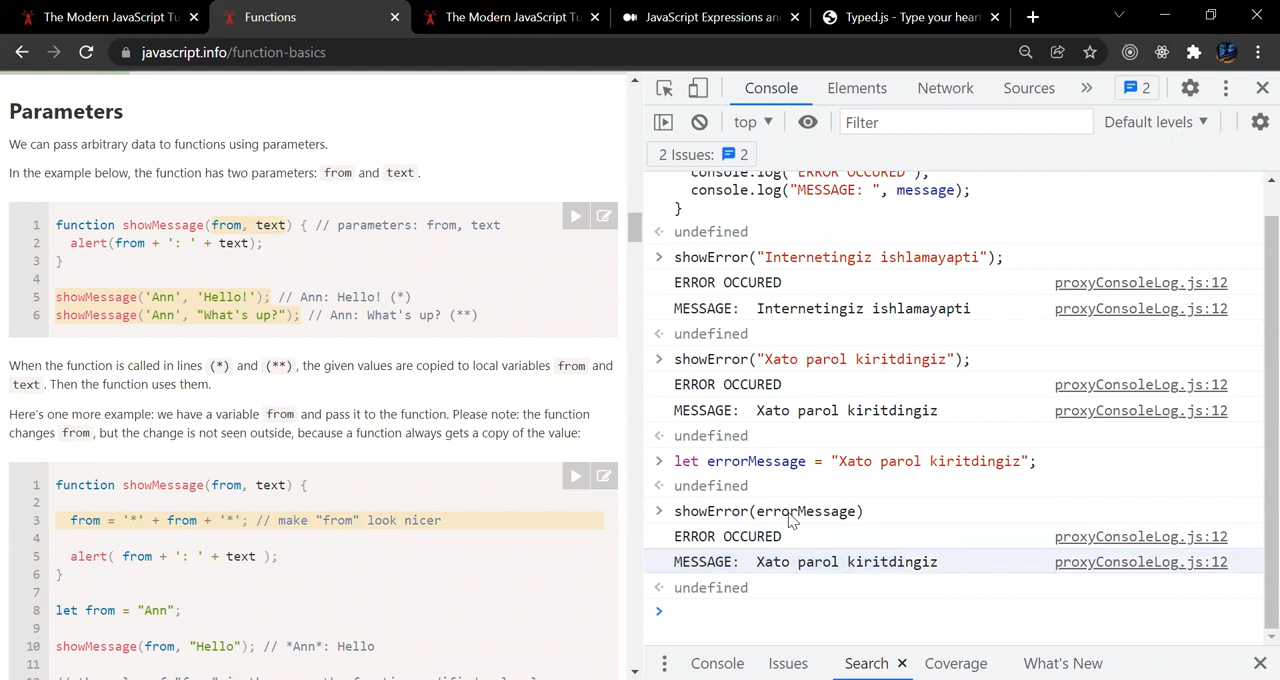 The Modern JavaScript Tu
Functions
The Modern JavaScript Tu
JavaScript Expressions an
Typed.js - Type your heart
javascript.info/function-basics
Parameters
We can pass arbitrary data to functions using parameters.
In the example below, the function has two parameters: from and text.
1 function showMessage(from, text) { // parameters: from, text
2 alert(from + ': ' + text);
3 }
4
5 showMessage('Ann', 'Hello!'); // Ann: Hello! (*)
6 showMessage('Ann', "What's up?"); // Ann: What's up? (**)
When the function is called in lines (*) and (**), the given values are copied to local variables from and
text. Then the function uses them.
Here's one more example: we have a variable from and pass it to the function. Please note: the function
changes from, but the change is not seen outside, because a function always gets a copy of the value:
1 function showMessage(from, text) {
2
3 from = '*' + from + '*'; // make "from" look nicer
4
5 alert( from + ': ' + text );
6 }
7
8 let from = "Ann";
9
10 showMessage(from, "Hello"); // *Ann*: Hello
11
Console
Elements
Network
Sources
2
top
Filter
Default levels
2 Issues: 2
console.log("ERROR OCCURED");
console.log("MESSAGE: ", message);
}
undefined
showError("Internetingiz ishlamayapti");
ERROR OCCURED proxyConsoleLog.js:12
MESSAGE: Internetingiz ishlamayapti proxyConsoleLog.js:12
undefined
showError("Xato parol kiritdingiz");
ERROR OCCURED proxyConsoleLog.js:12
MESSAGE: Xato parol kiritdingiz proxyConsoleLog.js:12
undefined
let errorMessage = "Xato parol kiritdingiz";
undefined
showError(errorMessage)
ERROR OCCURED proxyConsoleLog.js:12
MESSAGE: Xato parol kiritdingiz proxyConsoleLog.js:12
undefined
Console
Issues
Search
Coverage
What's New